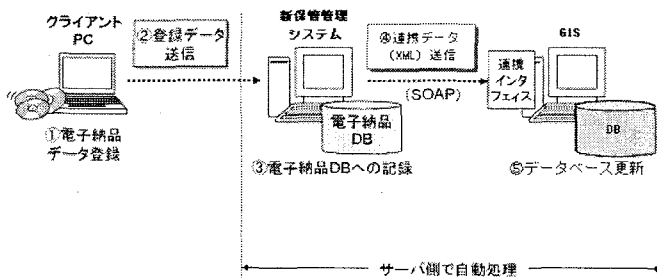 クライアント
PC
②登録データ
送信
①電子納品
データ登録
新保管管理
システム
④連携データ
(XML) 送信
(SOAP)
電子納品
DB
③電子納品DBへの記録
GIS
連携
インタ
フェイス
DB
⑤データベース更新
サーバ側で自動処理